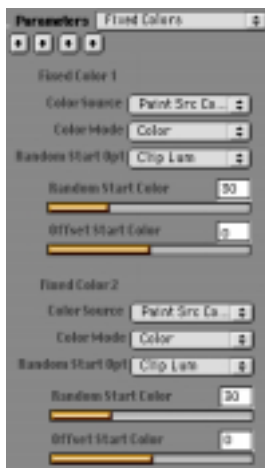 Parameters Fixed Colors
Fixed Color 1
Color Source Paint Src Co...
Color Mode Color
Random Start Opt Clip Lum
Random Start Color 30
Offset Start Color 0
Fixed Color 2
Color Source Paint Src Co...
Color Mode Color
Random Start Opt Clip Lum
Random Start Color 30
Offset Start Color 0